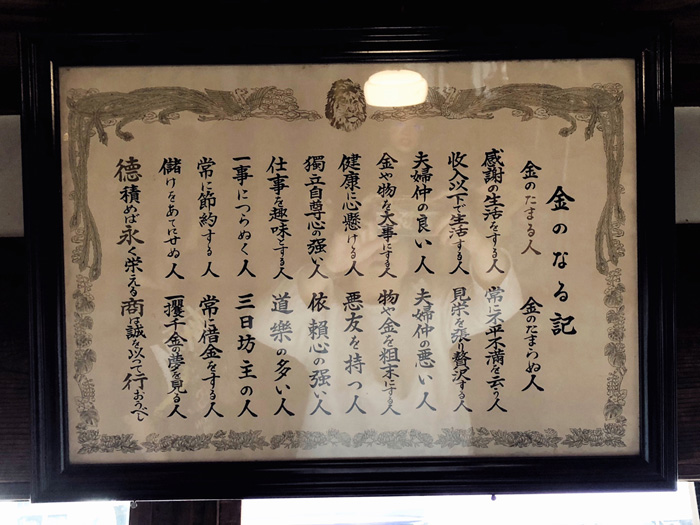 金のなる記
金のたまる人 金のたまらぬ人
感謝の生活をする人 常に不平不満を云う人
收入以下で生活する人 見栄を張り贅沢する人
夫婦仲の良い人 夫婦仲の悪い人
金や物を大事にする人 物や金を粗末にする人
健康に心懸ける人 悪友を持つ人
獨立自尊心の強い人 依頼心の強い人
仕事を趣味とする人 道樂の多い人
一事につらぬく人 三日坊主の人
常に節約する人 常に借金をする人
儲けをあてにせぬ人 一攫千金の夢を見る人
德積めば永く栄える商は誠を以って行おうべし